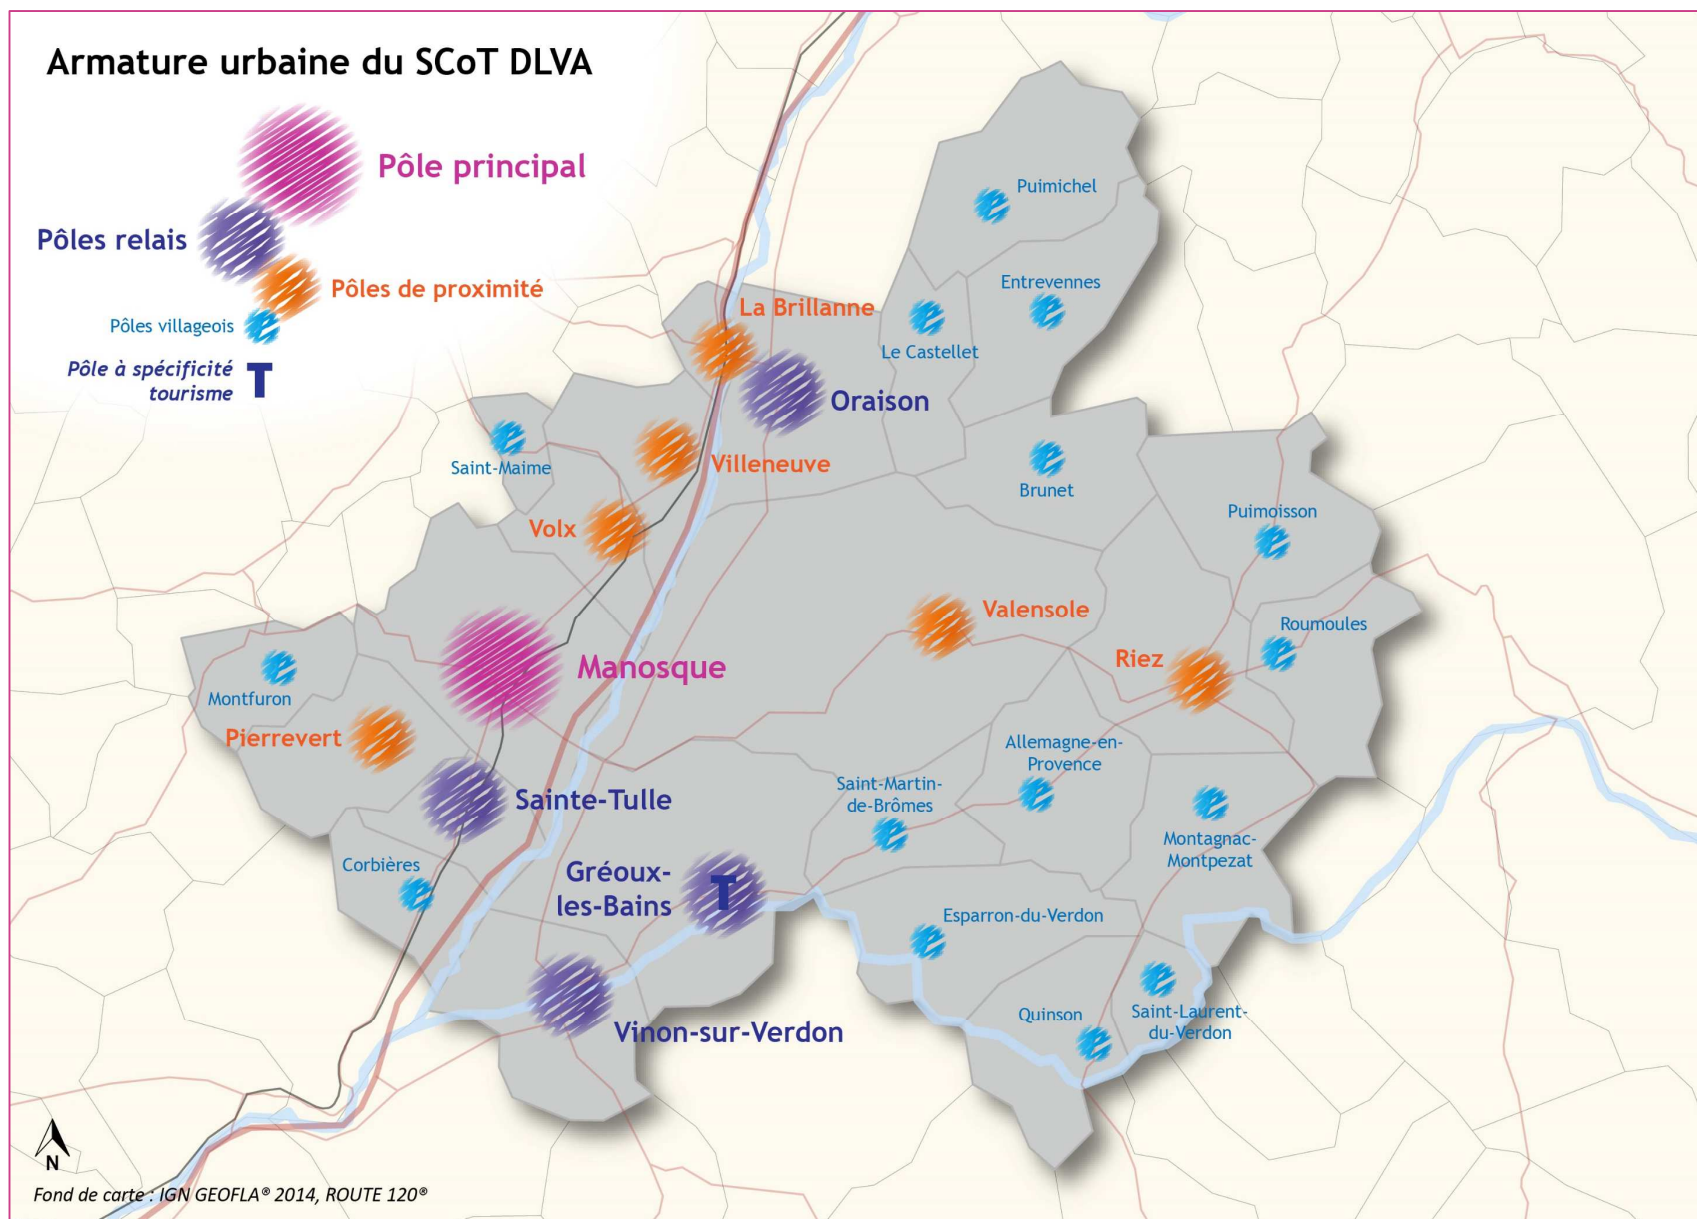 Armature urbaine du SCoT DLVA
Pôle principal
Pôles relais
Pôles de proximité
Pôles villageois
Pôle à spécificité
tourisme
T
Puimichel
Entrevennes
La Brillanne
Le Castellet
Oraison
Saint-Maime
Villeneuve
Brunet
Puimoisson
Volx
Valensole
Roumoules
Riez
Manosque
Montfuron
Pierrevert
Allemagne-en-
Provence
Saint-Martin-
de-Brômes
Sainte-Tulle
Montagnac-
Montpezat
Corbières
Gréoux-
les-Bains
T
Esparron-du-Verdon
Quinson
Saint-Laurent-
du-Verdon
Vinon-sur-Verdon
N
Fond de carte : IGN GEOFLA® 2014, ROUTE 120®